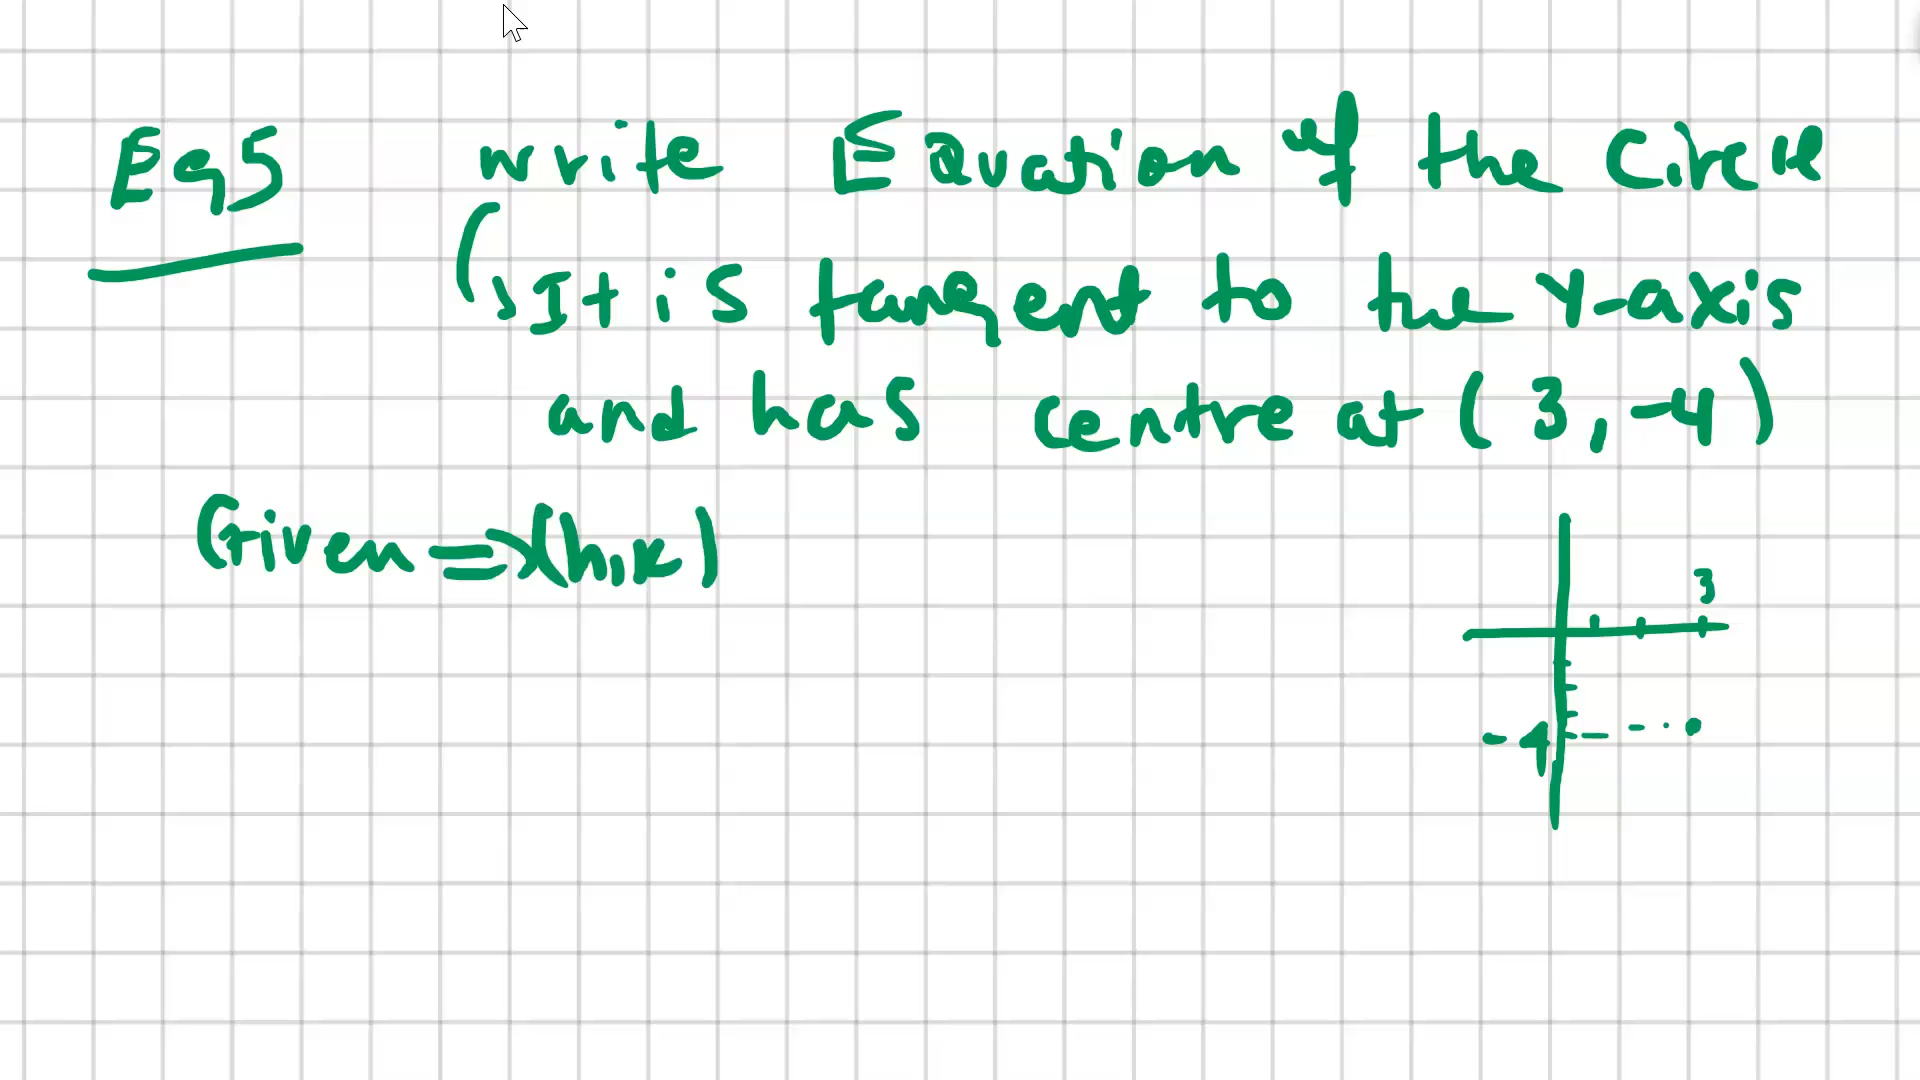 Eg5 write Equation of the Circle
, It is tangent to the Y-axis
and has centre at (3,-4)
Given => (h,k)
3
-4